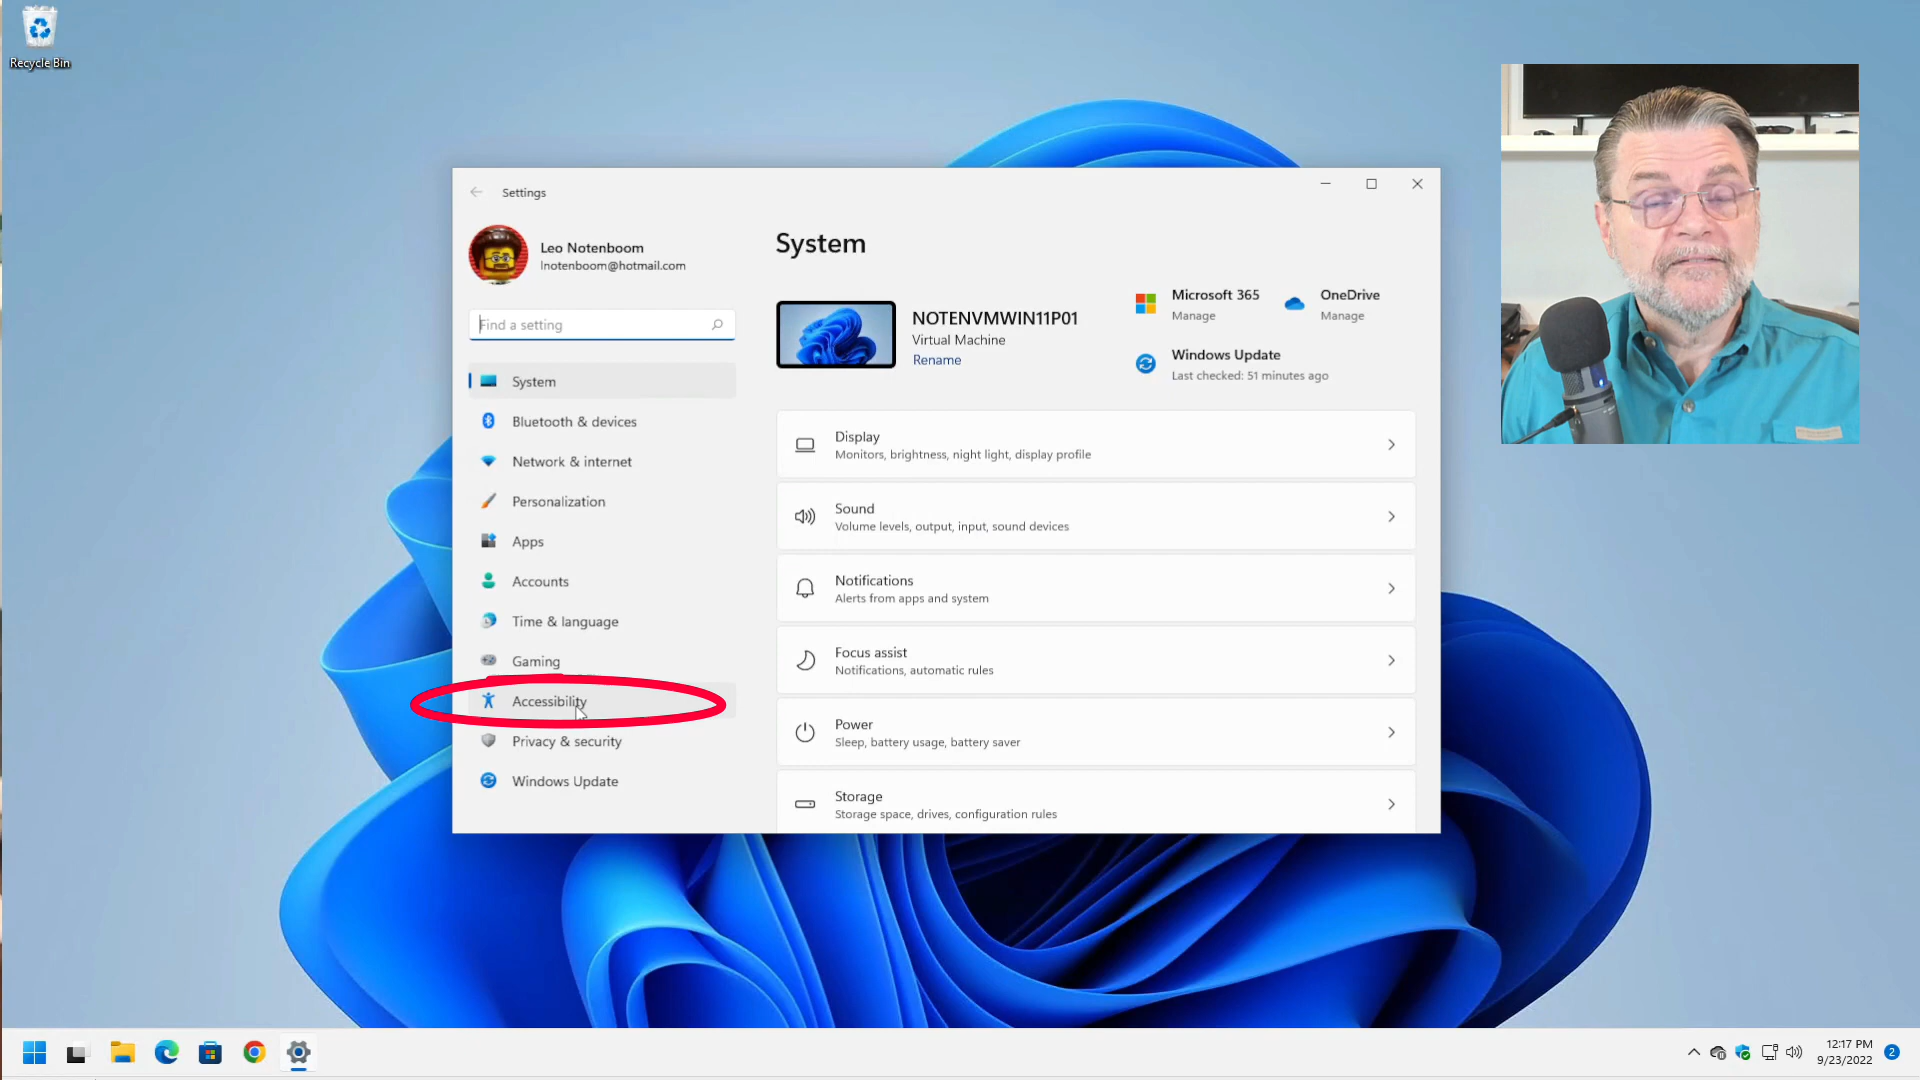 Recycle Bin
Settings
Leo Notenboom
lnotenboom@hotmail.com
Find a setting
System
Bluetooth & devices
Network & internet
Personalization
Apps
Accounts
Time & language
Gaming
Accessibility
Privacy & security
Windows Update
System
NOTENVMWIN11P01
Virtual Machine
Rename
Microsoft 365
Manage
OneDrive
Manage
Windows Update
Last checked: 51 minutes ago
Display
Monitors, brightness, night light, display profile
Sound
Volume levels, output, input, sound devices
Notifications
Alerts from apps and system
Focus assist
Notifications, automatic rules
Power
Sleep, battery usage, battery saver
Storage
Storage space, drives, configuration rules
12:17 PM
9/23/2022
2